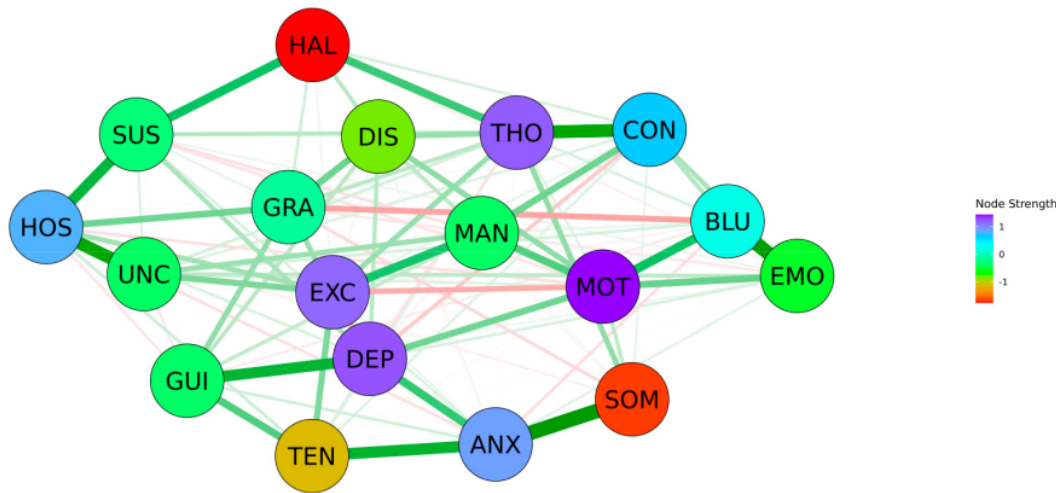 HAL
SUS
DIS
THO
CON
HOS
GRA
MAN
BLU
UNC
EXC
MOT
EMO
GUI
DEP
SOM
TEN
ANX
Node Strength
1
0
-1